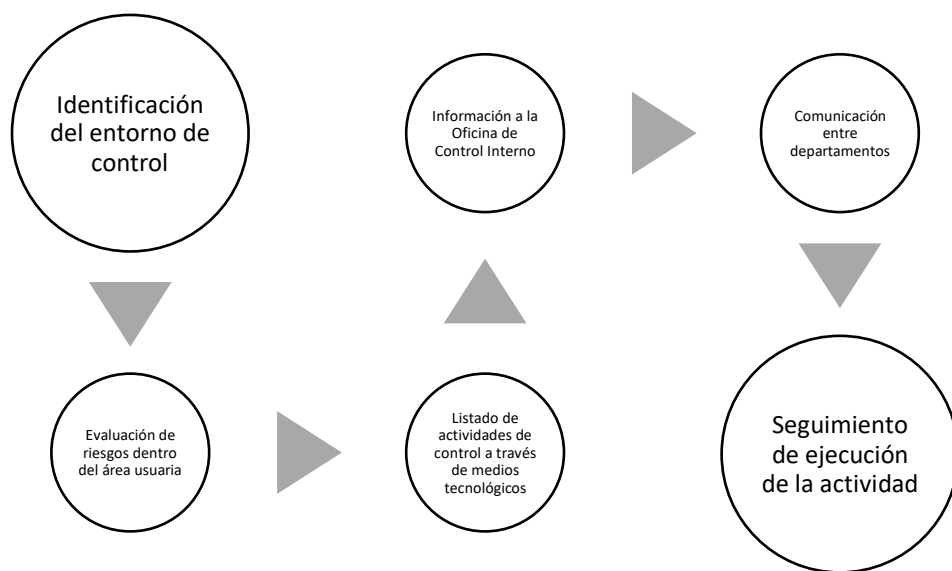 Identificación
del entorno de
control
Evaluación de
riesgos dentro
del área usuaria
Listado de
actividades de
control a través
de medios
tecnológicos
Información a la
Oficina de
Control Interno
Comunicación
entre
departamentos
Seguimiento
de ejecución
de la actividad